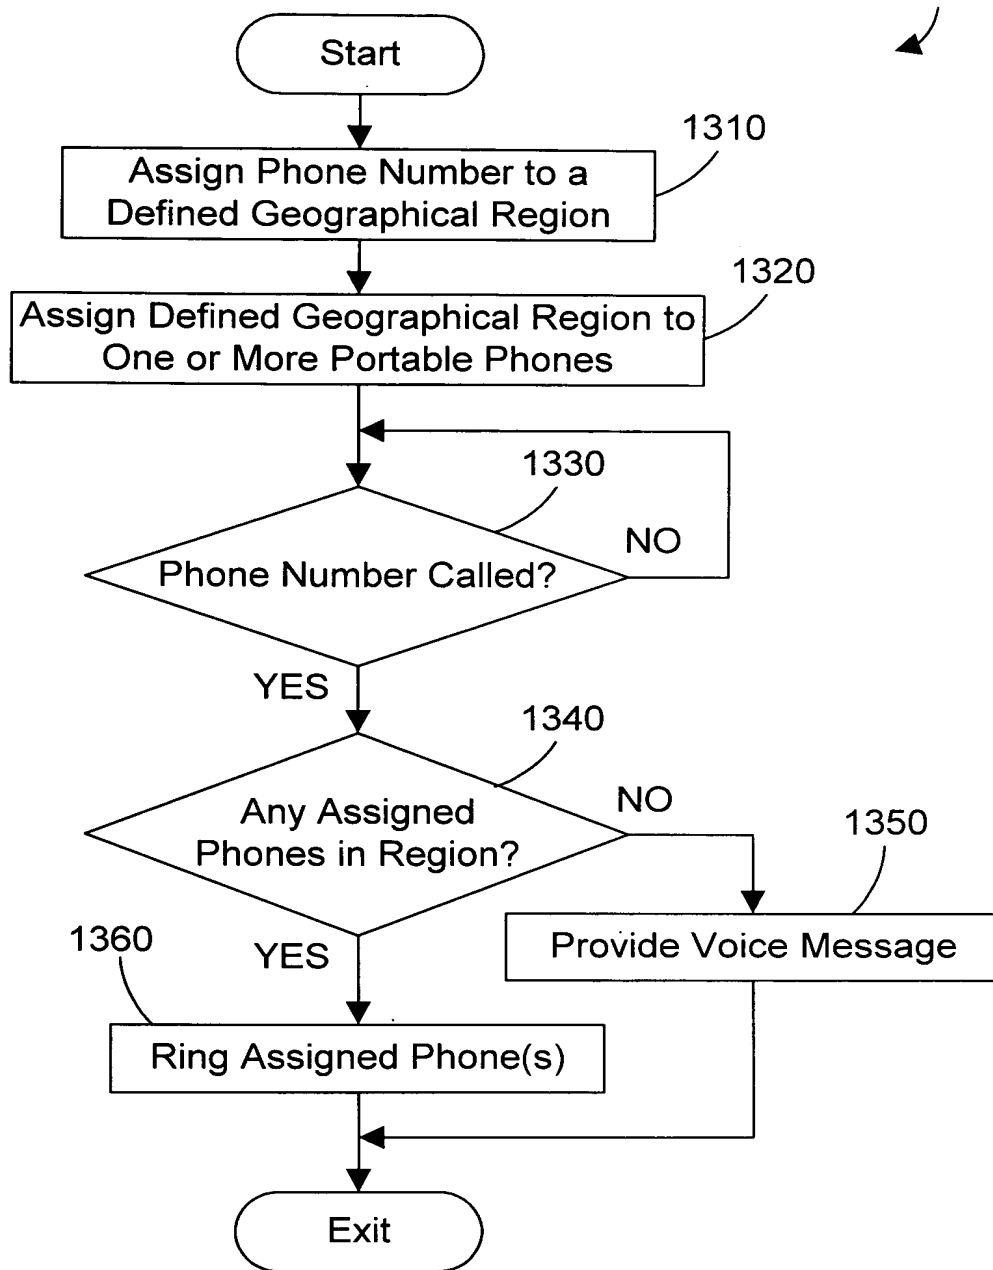 Start
1310
Assign Phone Number to a
Defined Geographical Region
1320
Assign Defined Geographical Region to
One or More Portable Phones
1330
NO
Phone Number Called?
YES
1340
NO
Any Assigned
Phones in Region?
1350
1360
YES
Provide Voice Message
Ring Assigned Phone(s)
Exit